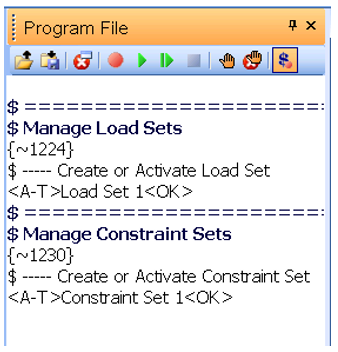 Program File
$ =====================:
$ Manage Load Sets
{~1224}
$ ----- Create or Activate Load Set
<A-T>Load Set 1<OK>
$ =====================:
$ Manage Constraint Sets
{~1230}
$ ----- Create or Activate Constraint Set
<A-T>Constraint Set 1<OK>